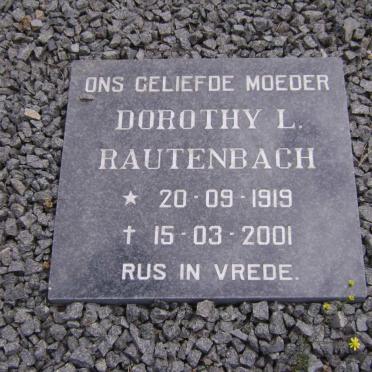 ONS GELIEFDE MOEDER
DOROTHY L.
RAUTENBACH
★ 20-09-1919
† 15-03-2001
RUS IN VREDE.